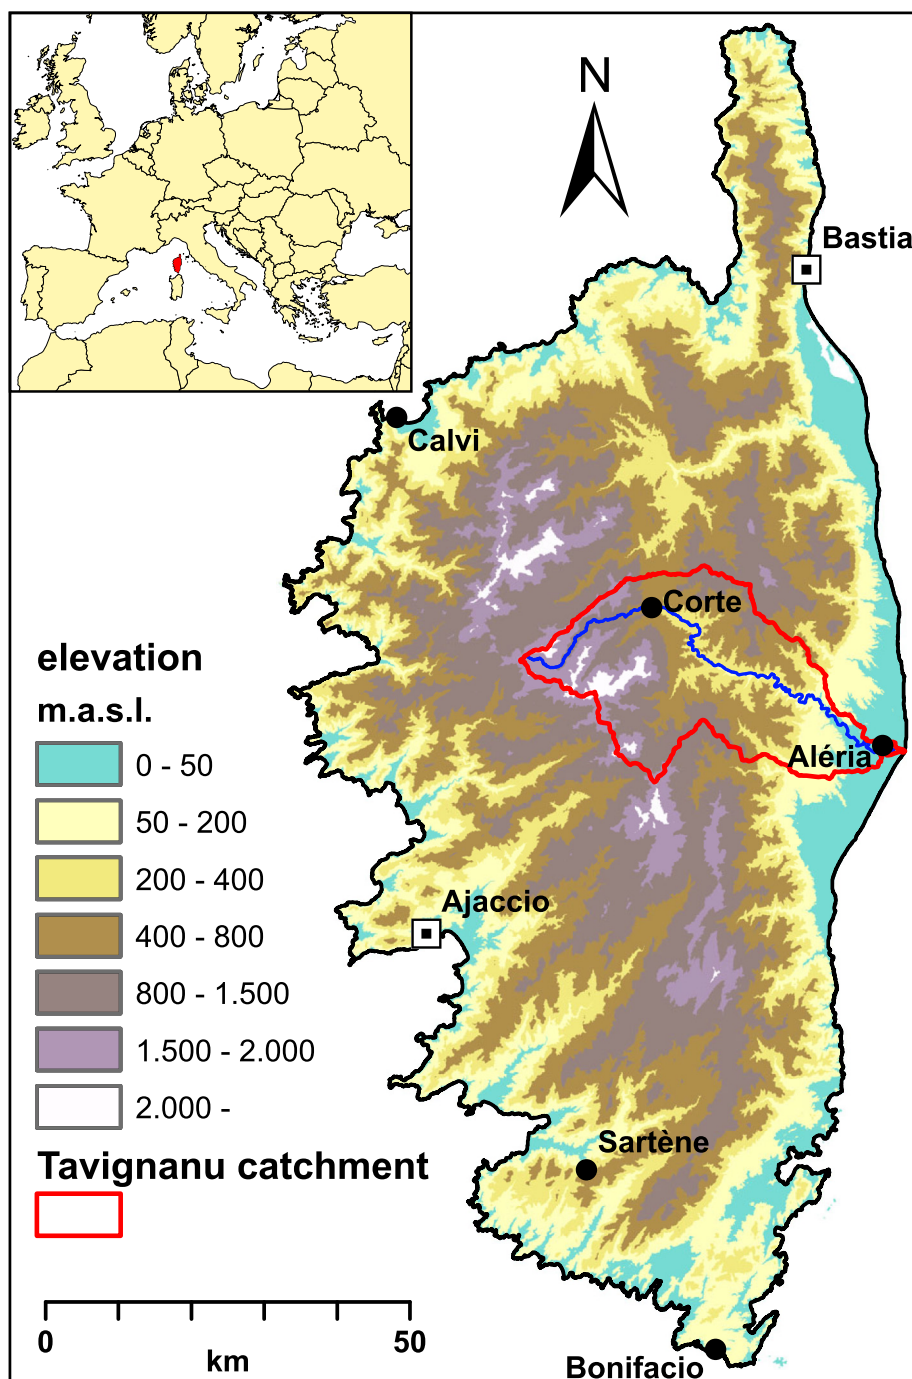 N
Bastia
Calvi
Corte
elevation
m.a.s.l.
0 - 50
Aléria
50 - 200
200 - 400
Ajaccio
400 - 800
800 - 1.500
1.500 - 2.000
2.000 -
Sartène
Tavignanu catchment
0
50
km
Bonifacio